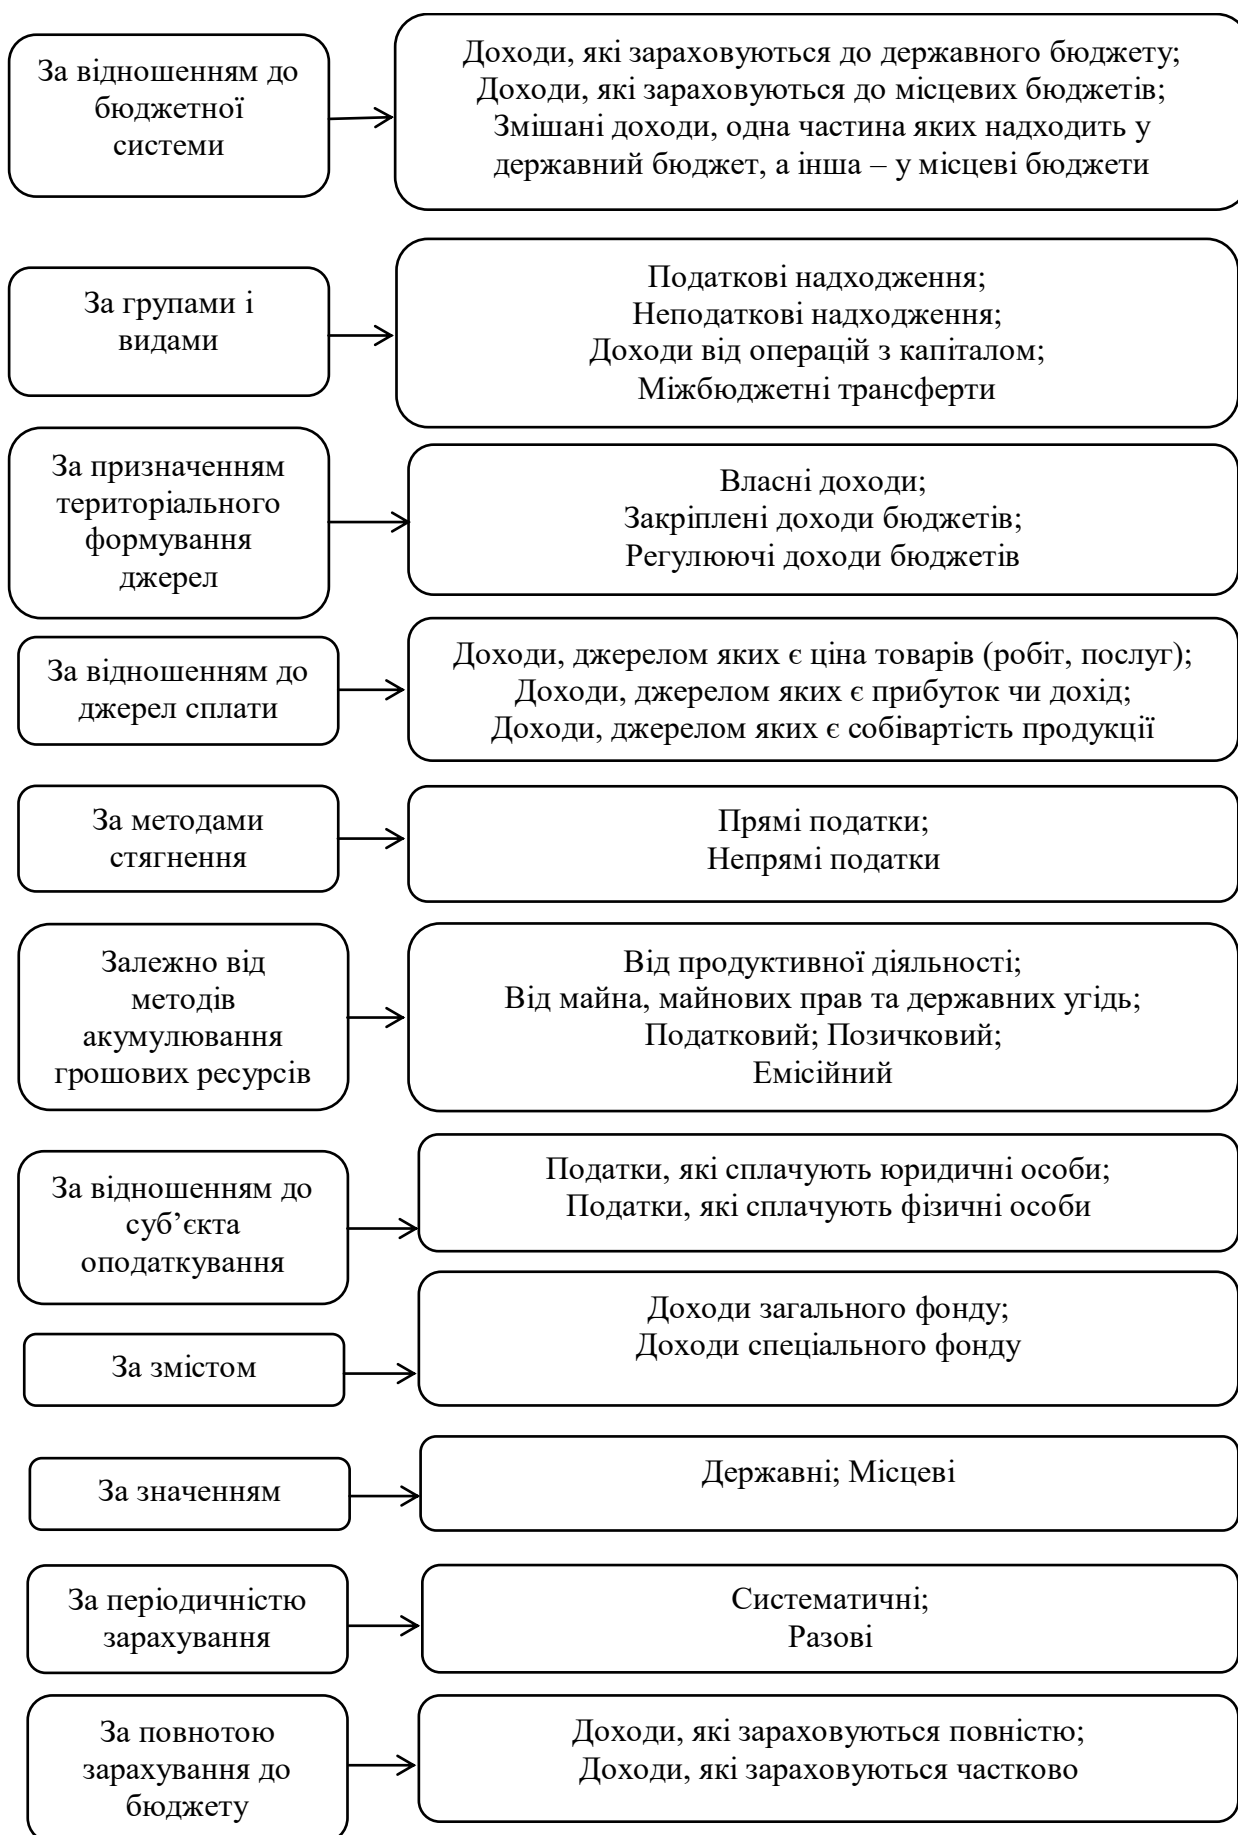 За відношенням до
бюджетної
системи
Доходи, які зараховуються до державного бюджету;
Доходи, які зараховуються до місцевих бюджетів;
Змішані доходи, одна частина яких надходить у
державний бюджет, а інша – у місцеві бюджети
За групами і
видами
Податкові надходження;
Неподаткові надходження;
Доходи від операцій з капіталом;
Міжбюджетні трансферти
За призначенням
територіального
формування
джерел
Власні доходи;
Закріплені доходи бюджетів;
Регулюючі доходи бюджетів
За відношенням до
джерел сплати
Доходи, джерелом яких є ціна товарів (робіт, послуг);
Доходи, джерелом яких є прибуток чи дохід;
Доходи, джерелом яких є собівартість продукції
За методами
стягнення
Прямі податки;
Непрямі податки
Залежно від
методів
акумулювання
грошових ресурсів
Від продуктивної діяльності;
Від майна, майнових прав та державних угідь;
Податковий; Позичковий;
Емісійний
За відношенням до
суб’єкта
оподаткування
Податки, які сплачують юридичні особи;
Податки, які сплачують фізичні особи
За змістом
Доходи загального фонду;
Доходи спеціального фонду
За значенням
Державні; Місцеві
За періодичністю
зарахування
Систематичні;
Разові
За повнотою
зарахування до
бюджету
Доходи, які зараховуються повністю;
Доходи, які зараховуються частково